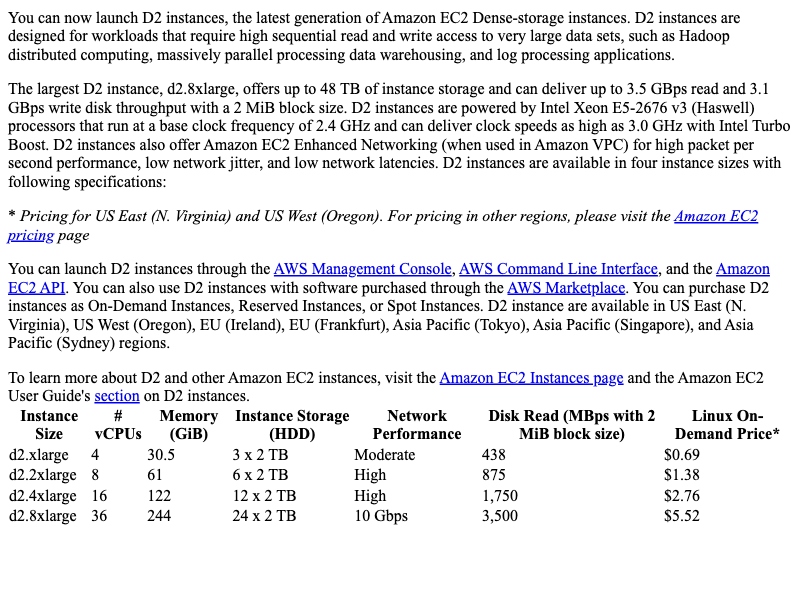 You can now launch D2 instances, the latest generation of Amazon EC2 Dense-storage instances. D2 instances are
designed for workloads that require high sequential read and write access to very large data sets, such as Hadoop
distributed computing, massively parallel processing data warehousing, and log processing applications.
The largest D2 instance, d2.8xlarge, offers up to 48 TB of instance storage and can deliver up to 3.5 GBps read and 3.1
GBps write disk throughput with a 2 MiB block size. D2 instances are powered by Intel Xeon E5-2676 v3 (Haswell)
processors that run at a base clock frequency of 2.4 GHz and can deliver clock speeds as high as 3.0 GHz with Intel Turbo
Boost. D2 instances also offer Amazon EC2 Enhanced Networking (when used in Amazon VPC) for high packet per
second performance, low network jitter, and low network latencies. D2 instances are available in four instance sizes with
following specifications:
* Pricing for US East (N. Virginia) and US West (Oregon). For pricing in other regions, please visit the Amazon EC2
pricing page
You can launch D2 instances through the AWS Management Console, AWS Command Line Interface, and the Amazon
EC2 API. You can also use D2 instances with software purchased through the AWS Marketplace. You can purchase D2
instances as On-Demand Instances, Reserved Instances, or Spot Instances. D2 instance are available in US East (N.
Virginia), US West (Oregon), EU (Ireland), EU (Frankfurt), Asia Pacific (Tokyo), Asia Pacific (Singapore), and Asia
Pacific (Sydney) regions.
To learn more about D2 and other Amazon EC2 instances, visit the Amazon EC2 Instances page and the Amazon EC2
User Guide's section on D2 instances.
Instance # Memory Instance Storage Network Disk Read (MBps with 2 Linux On-
Size vCPUs (GiB) (HDD) Performance MiB block size) Demand Price*
d2.xlarge 4 30.5 3 x 2 TB Moderate 438 $0.69
d2.2xlarge 8 61 6 x 2 TB High 875 $1.38
d2.4xlarge 16 122 12 x 2 TB High 1,750 $2.76
d2.8xlarge 36 244 24 x 2 TB 10 Gbps 3,500 $5.52